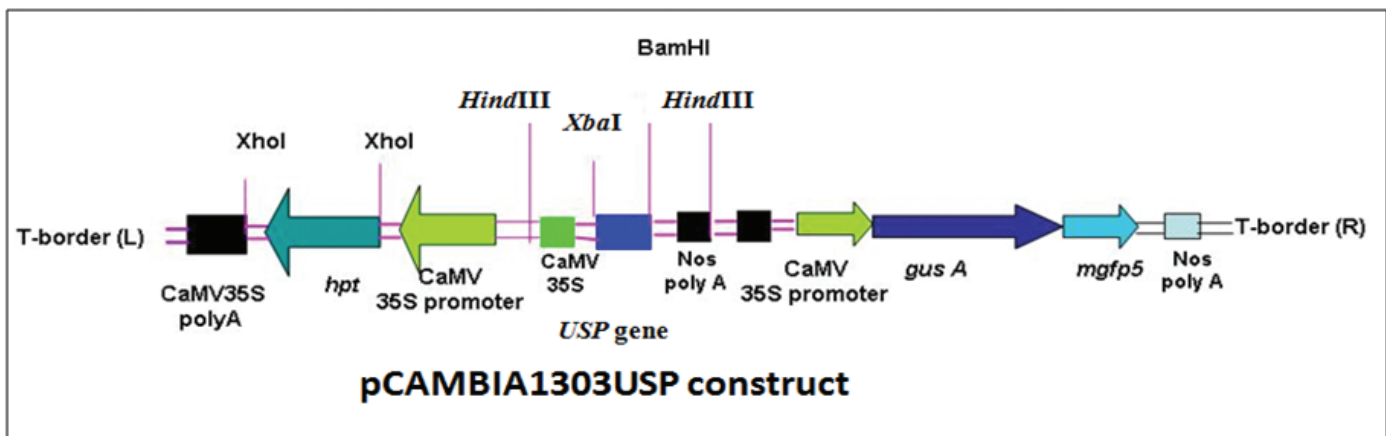 BamHI
HindIII
HindIII
XbaI
XhoI
XhoI
T-border (L)
T-border (R)
CaMV35S
polyA
hpt
CaMV
35S promoter
CaMV
35S
Nos
poly A
CaMV
35S promoter
gus A
mgfp5
Nos
poly A
USP gene
pCAMBIA1303USP construct